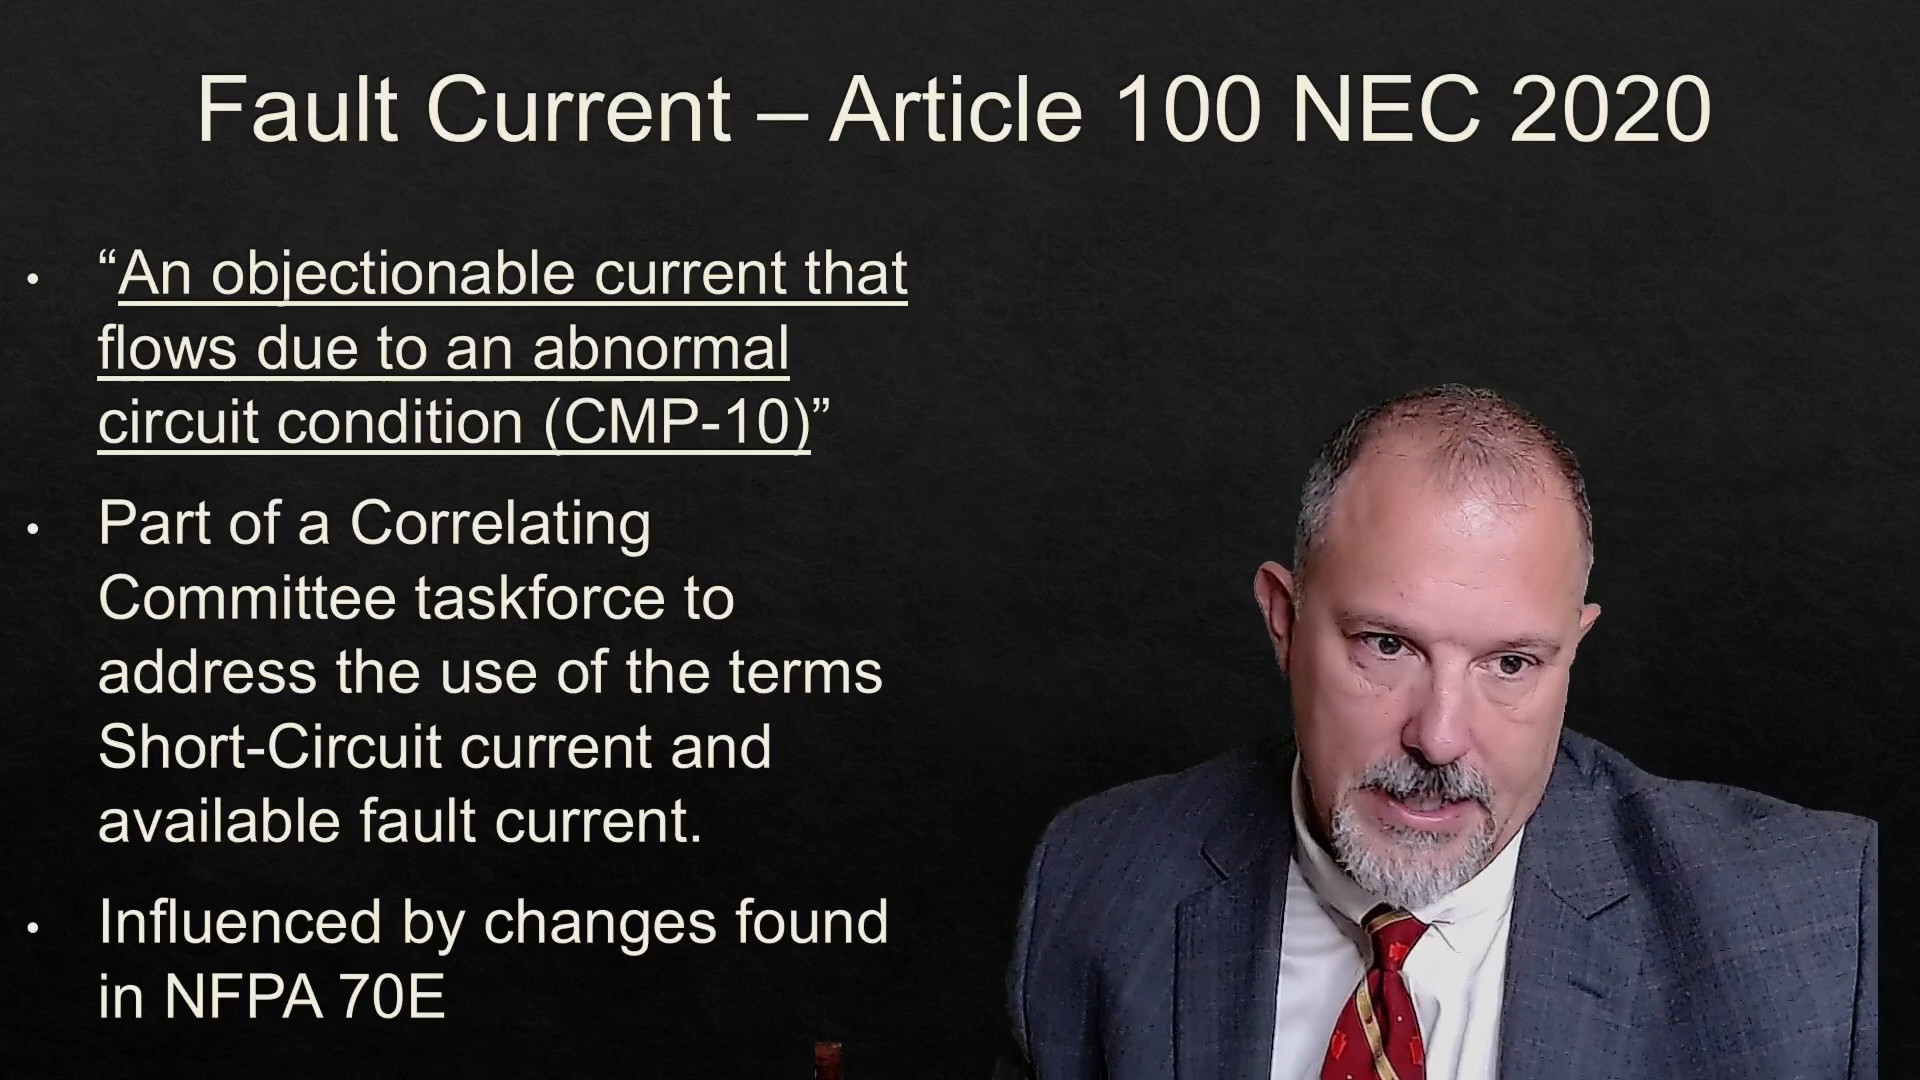 Fault Current – Article 100 NEC 2020
• “An objectionable current that
flows due to an abnormal
circuit condition (CMP-10)”
• Part of a Correlating
Committee taskforce to
address the use of the terms
Short-Circuit current and
available fault current.
• Influenced by changes found
in NFPA 70E